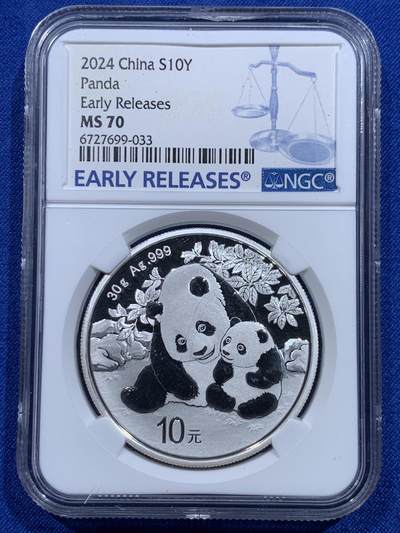 2024 China S10Y
Panda
Early Releases
MS 70
6727699-033
EARLY RELEASES®
NGC®
30g Ag.999
10元